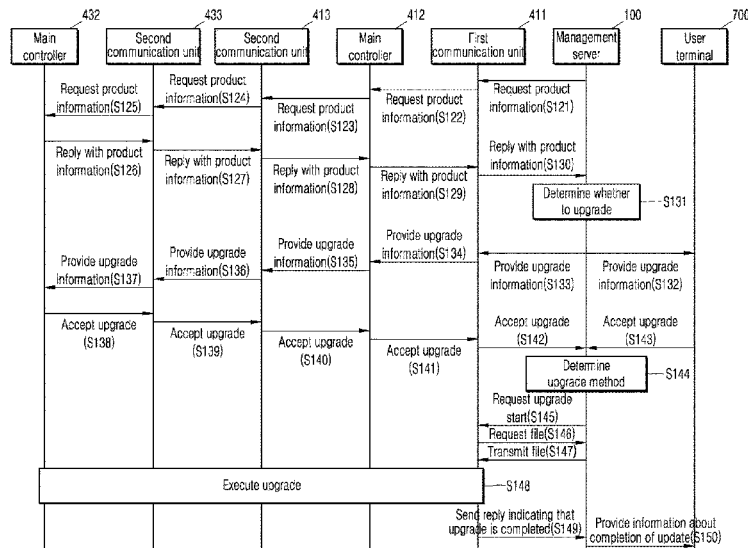 432
433
413
412
411
100
700
Main
controller
Second
communication unit
Second
communication unit
Main
controller
First
communication unit
Management
server
User
terminal
Request product
information(S125)
Request product
information(S124)
Request product
information(S123)
Request product
information(S122)
Request product
information(S121)
Reply with product
information(S126)
Reply with product
information(S127)
Reply with product
information(S128)
Reply with product
information(S129)
Reply with product
information(S130)
Determine whether
to upgrade
S131
Provide upgrade
information(S137)
Provide upgrade
information(S136)
Provide upgrade
information(S135)
Provide upgrade
information(S134)
Provide upgrade
information(S133)
Provide upgrade
information(S132)
Accept upgrade
(S138)
Accept upgrade
(S139)
Accept upgrade
(S140)
Accept upgrade
(S141)
Accept upgrade
(S142)
Accept upgrade
(S143)
Determine
upgrade method
S144
Request upgrade
start(S145)
Request file(S146)
Transmit file(S147)
Execute upgrade
S148
Send reply indicating that
upgrade is completed(S149)
Provide information about
completion of update(S150)